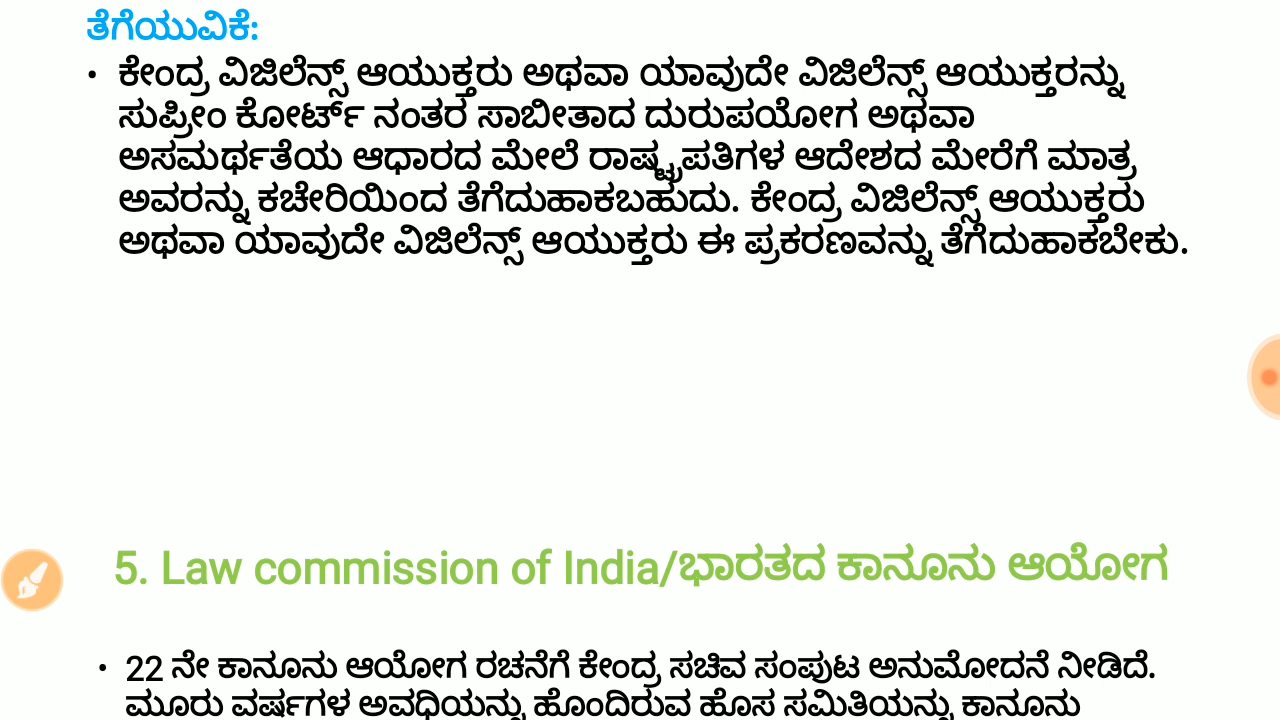 ತೆಗೆಯುವಿಕೆ:
• ಕೇಂದ್ರ ವಿಜಿಲೆನ್ಸ್ ಆಯುಕ್ತರು ಅಥವಾ ಯಾವುದೇ ವಿಜಿಲೆನ್ಸ್ ಆಯುಕ್ತರನ್ನು
ಸುಪ್ರೀಂ ಕೋರ್ಟ್ ನಂತರ ಸಾಬೀತಾದ ದುರುಪಯೋಗ ಅಥವಾ
ಅಸಮರ್ಥತೆಯ ಆಧಾರದ ಮೇಲೆ ರಾಷ್ಟ್ರಪತಿಗಳ ಆದೇಶದ ಮೇರೆಗೆ ಮಾತ್ರ
ಅವರನ್ನು ಕಚೇರಿಯಿಂದ ತೆಗೆದುಹಾಕಬಹುದು. ಕೇಂದ್ರ ವಿಜಿಲೆನ್ಸ್ ಆಯುಕ್ತರು
ಅಥವಾ ಯಾವುದೇ ವಿಜಿಲೆನ್ಸ್ ಆಯುಕ್ತರು ಈ ಪ್ರಕರಣವನ್ನು ತೆಗೆದುಹಾಕಬೇಕು.
5. Law commission of India/ಭಾರತದ ಕಾನೂನು ಆಯೋಗ
• 22 ನೇ ಕಾನೂನು ಆಯೋಗ ರಚನೆಗೆ ಕೇಂದ್ರ ಸಚಿವ ಸಂಪುಟ ಅನುಮೋದನೆ ನೀಡಿದೆ.
ಮೂರು ವರ್ಷಗಳ ಅವಧಿಯನ್ನು ಹೊಂದಿರುವ ಹೊಸ ಸಮಿತಿಯನ್ನು ಕಾನೂನು